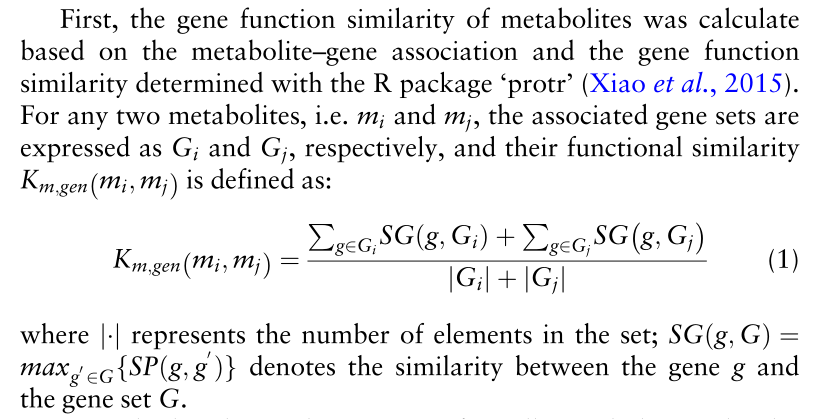 First, the gene function similarity of metabolites was calculate
based on the metabolite–gene association and the gene function
similarity determined with the R package ‘protr’ (Xiao et al., 2015).
For any two metabolites, i.e. mi and mj, the associated gene sets are
expressed as Gi and Gj, respectively, and their functional similarity
Km,gen(mi, mj) is defined as:
Km,gen(mi, mj) = (∑g∈Gi SG(g, Gi) + ∑g∈Gj SG(g, Gj)) / (|Gi| + |Gj|) (1)
where |·| represents the number of elements in the set; SG(g, G) =
maxg′∈G{SP(g, g′)} denotes the similarity between the gene g and
the gene set G.